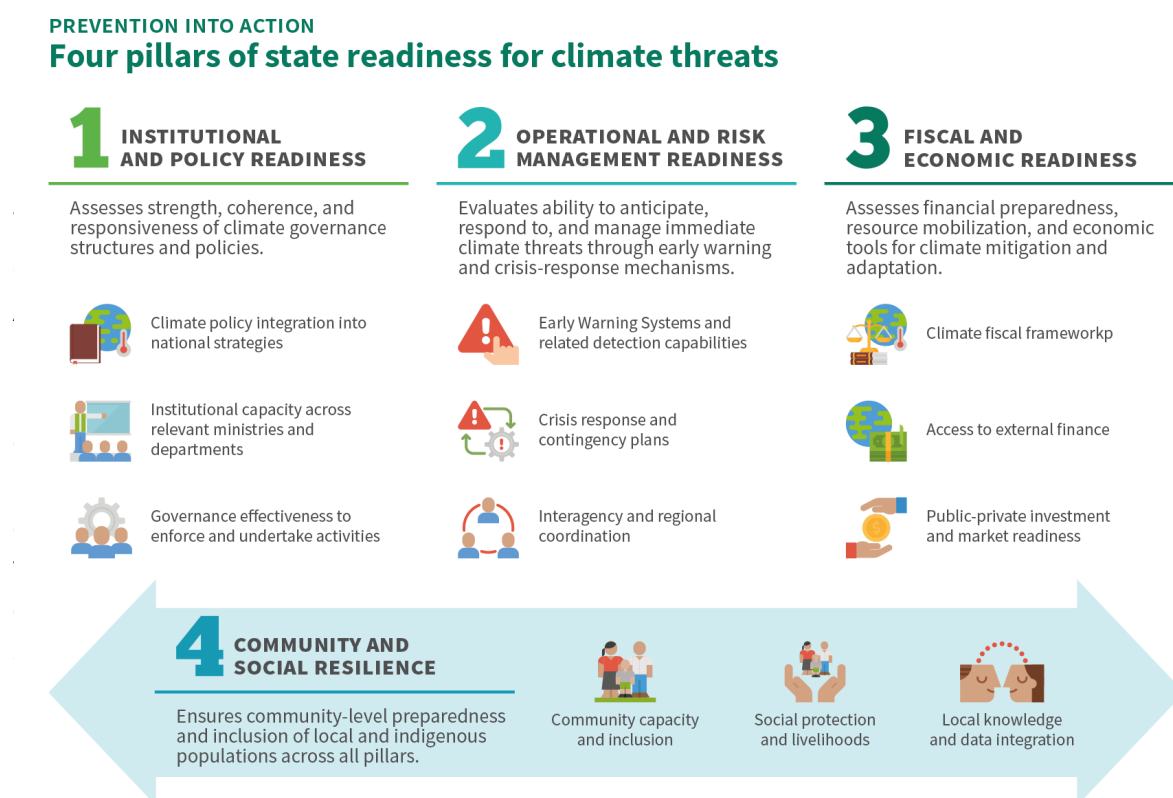 PREVENTION INTO ACTION
Four pillars of state readiness for climate threats
1 INSTITUTIONAL
AND POLICY READINESS
Assesses strength, coherence, and
responsiveness of climate governance
structures and policies.
Climate policy integration into
national strategies
Institutional capacity across
relevant ministries and
departments
Governance effectiveness to
enforce and undertake activities
2 OPERATIONAL AND RISK
MANAGEMENT READINESS
Evaluates ability to anticipate,
respond to, and manage immediate
climate threats through early warning
and crisis-response mechanisms.
Early Warning Systems and
related detection capabilities
Crisis response and
contingency plans
Interagency and regional
coordination
3 FISCAL AND
ECONOMIC READINESS
Assesses financial preparedness,
resource mobilization, and economic
tools for climate mitigation and
adaptation.
Climate fiscal frameworkp
Access to external finance
Public-private investment
and market readiness
4 COMMUNITY AND
SOCIAL RESILIENCE
Ensures community-level preparedness
and inclusion of local and indigenous
populations across all pillars.
Community capacity
and inclusion
Social protection
and livelihoods
Local knowledge
and data integration